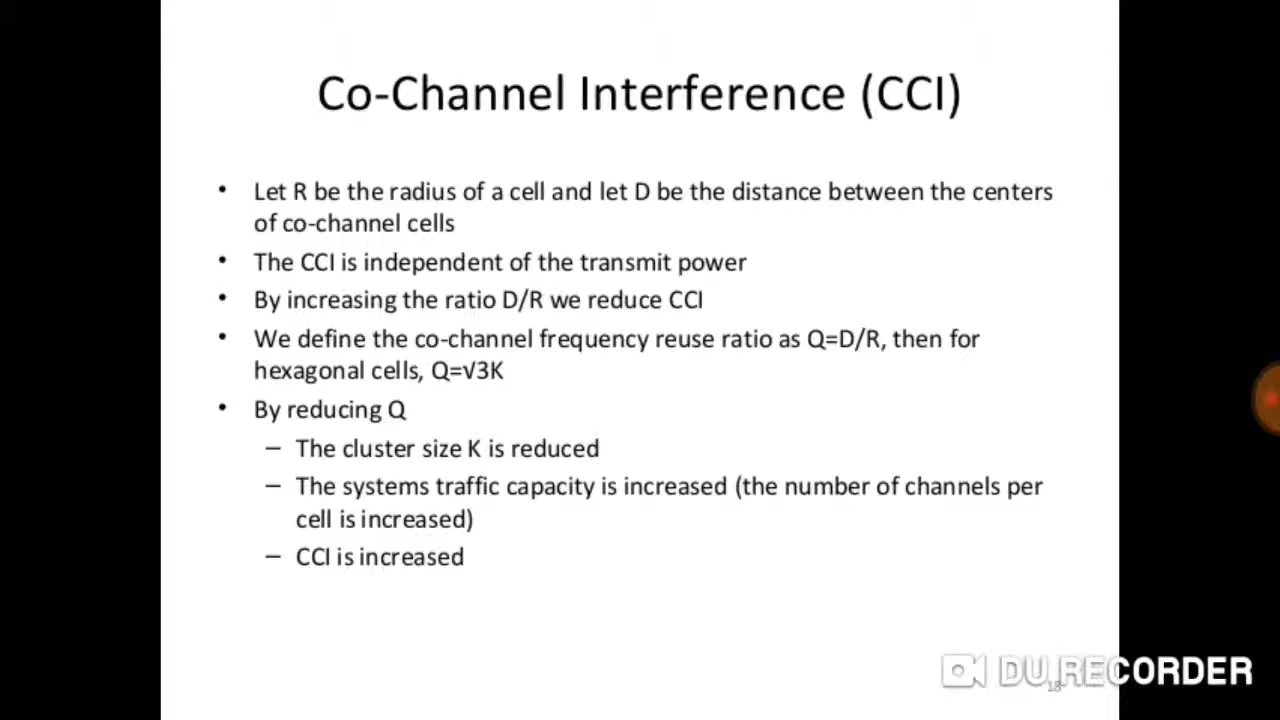 Co-Channel Interference (CCI)
• Let R be the radius of a cell and let D be the distance between the centers
of co-channel cells
• The CCI is independent of the transmit power
• By increasing the ratio D/R we reduce CCI
• We define the co-channel frequency reuse ratio as Q=D/R, then for
hexagonal cells, Q=√3K
• By reducing Q
– The cluster size K is reduced
– The systems traffic capacity is increased (the number of channels per
cell is increased)
– CCI is increased
DU RECORDER
18